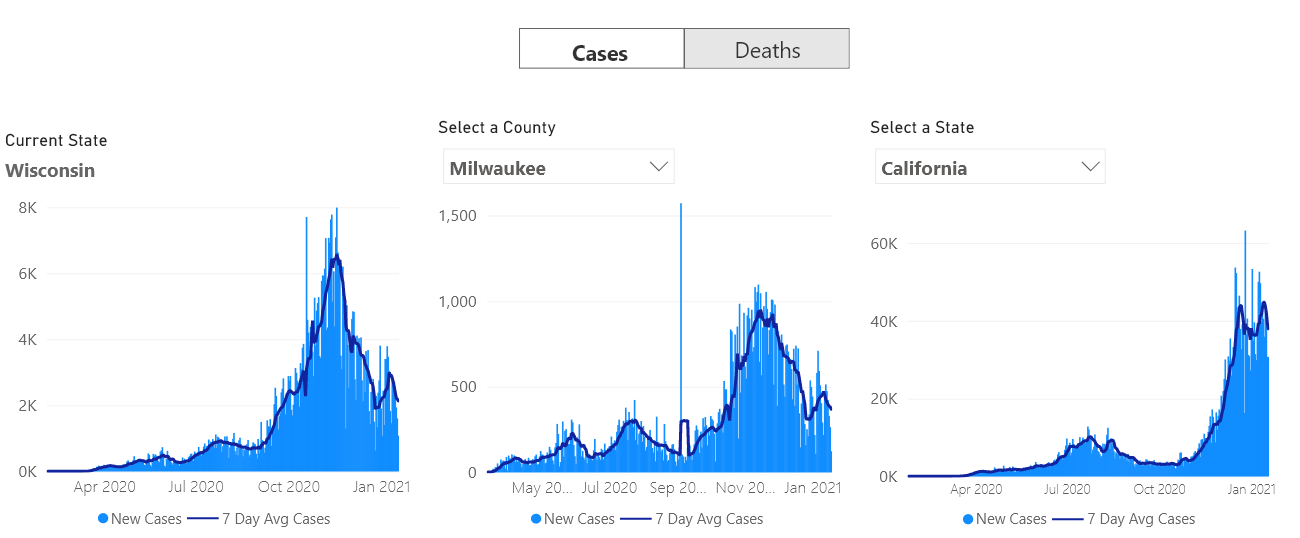 Cases
Deaths
Current State
Wisconsin
8K
6K
4K
2K
0K
Apr 2020 Jul 2020 Oct 2020 Jan 2021
New Cases 7 Day Avg Cases
Select a County
Milwaukee
1,500
1,000
500
0
May 20... Jul 2020 Sep 20... Nov 20... Jan 2021
New Cases 7 Day Avg Cases
Select a State
California
60K
40K
20K
0K
Apr 2020 Jul 2020 Oct 2020 Jan 2021
New Cases 7 Day Avg Cases